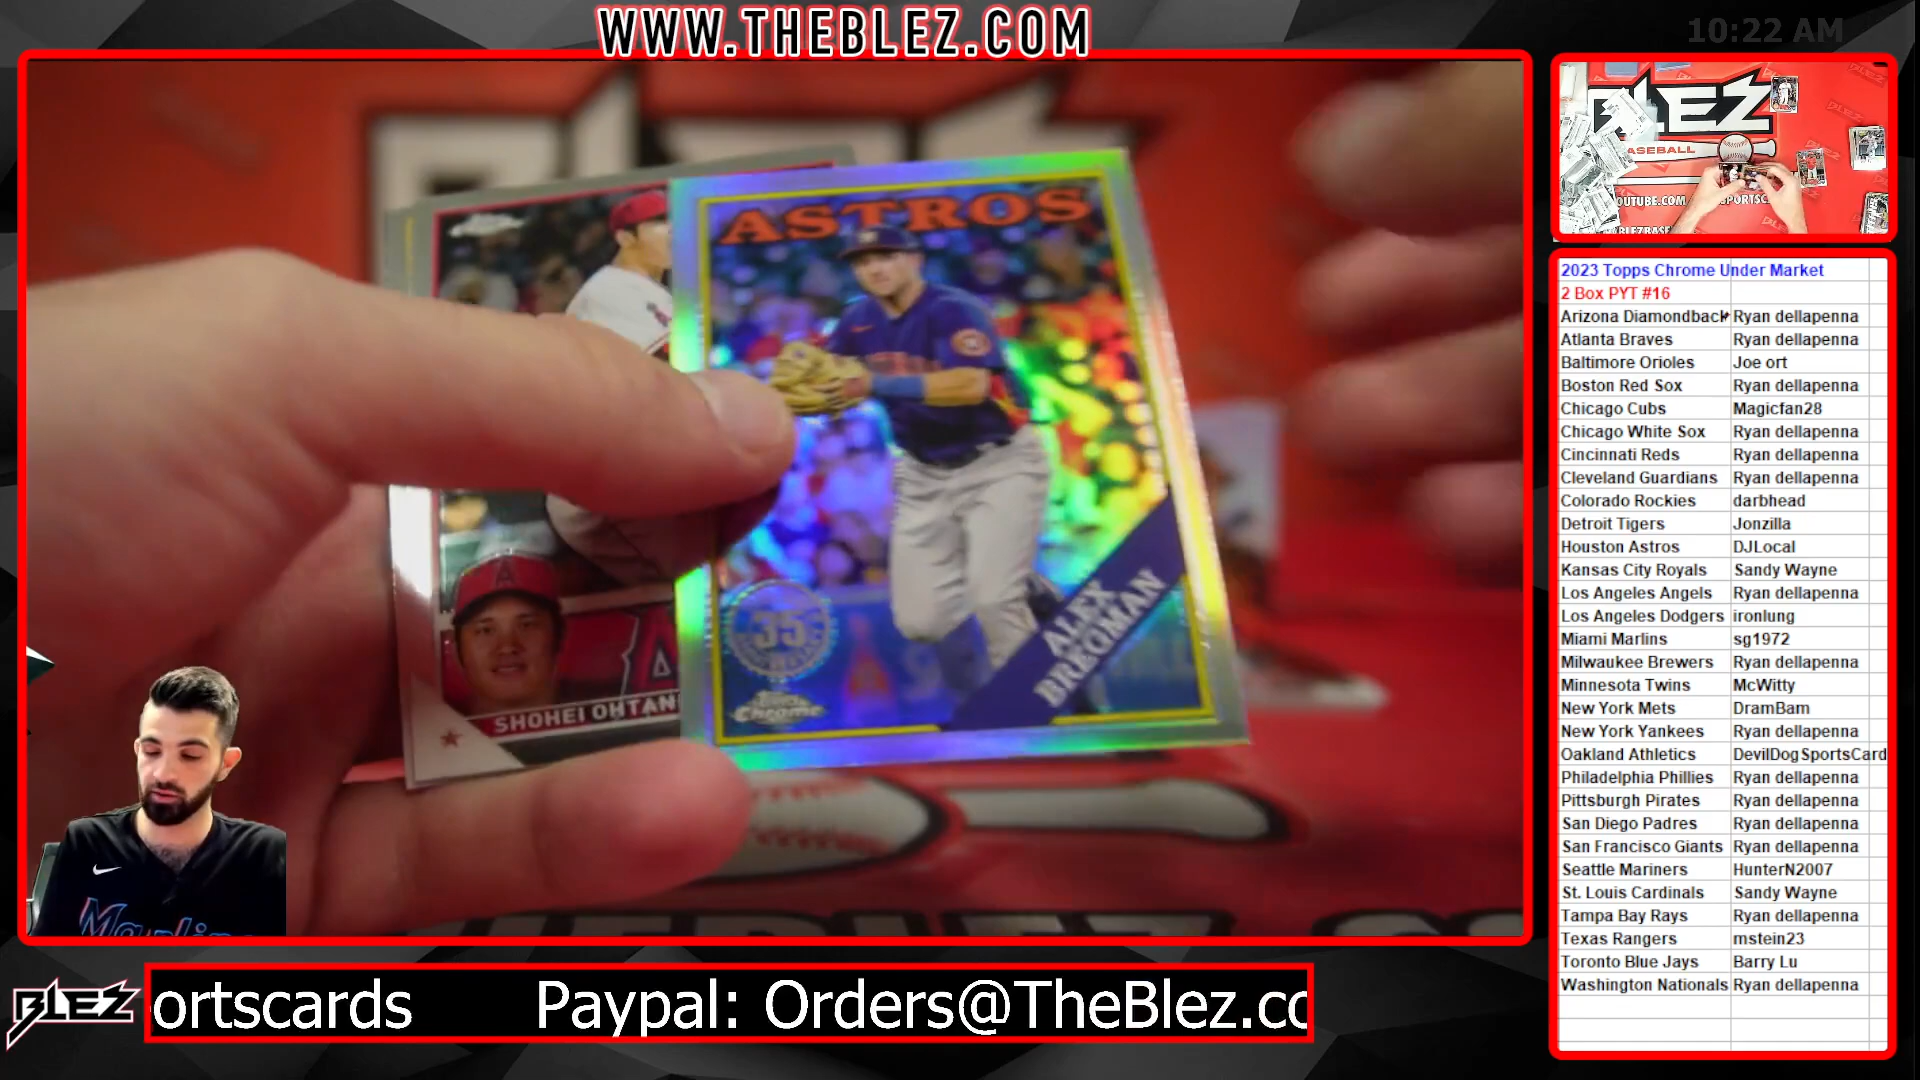 WWW.THEBLEZ.COM
10:22 AM
ASTROS
ALEX
BREGMAN
35
Topps
Chrome
SHOHEI OHTANI
BLEZ
BASEBALL
2023 Topps Chrome Under Market
2 Box PYT #16
Arizona Diamondback Ryan dellapenna
Atlanta Braves Ryan dellapenna
Baltimore Orioles Joe ort
Boston Red Sox Ryan dellapenna
Chicago Cubs Magicfan28
Chicago White Sox Ryan dellapenna
Cincinnati Reds Ryan dellapenna
Cleveland Guardians Ryan dellapenna
Colorado Rockies darbhead
Detroit Tigers Jonzilla
Houston Astros DJLocal
Kansas City Royals Sandy Wayne
Los Angeles Angels Ryan dellapenna
Los Angeles Dodgers ironlung
Miami Marlins sg1972
Milwaukee Brewers Ryan dellapenna
Minnesota Twins McWitty
New York Mets DramBam
New York Yankees Ryan dellapenna
Oakland Athletics DevilDogSportsCard
Philadelphia Phillies Ryan dellapenna
Pittsburgh Pirates Ryan dellapenna
San Diego Padres Ryan dellapenna
San Francisco Giants Ryan dellapenna
Seattle Mariners HunterN2007
St. Louis Cardinals Sandy Wayne
Tampa Bay Rays Ryan dellapenna
Texas Rangers mstein23
Toronto Blue Jays Barry Lu
Washington Nationals Ryan dellapenna
BLEZ
ortscards Paypal: Orders@TheBlez.co